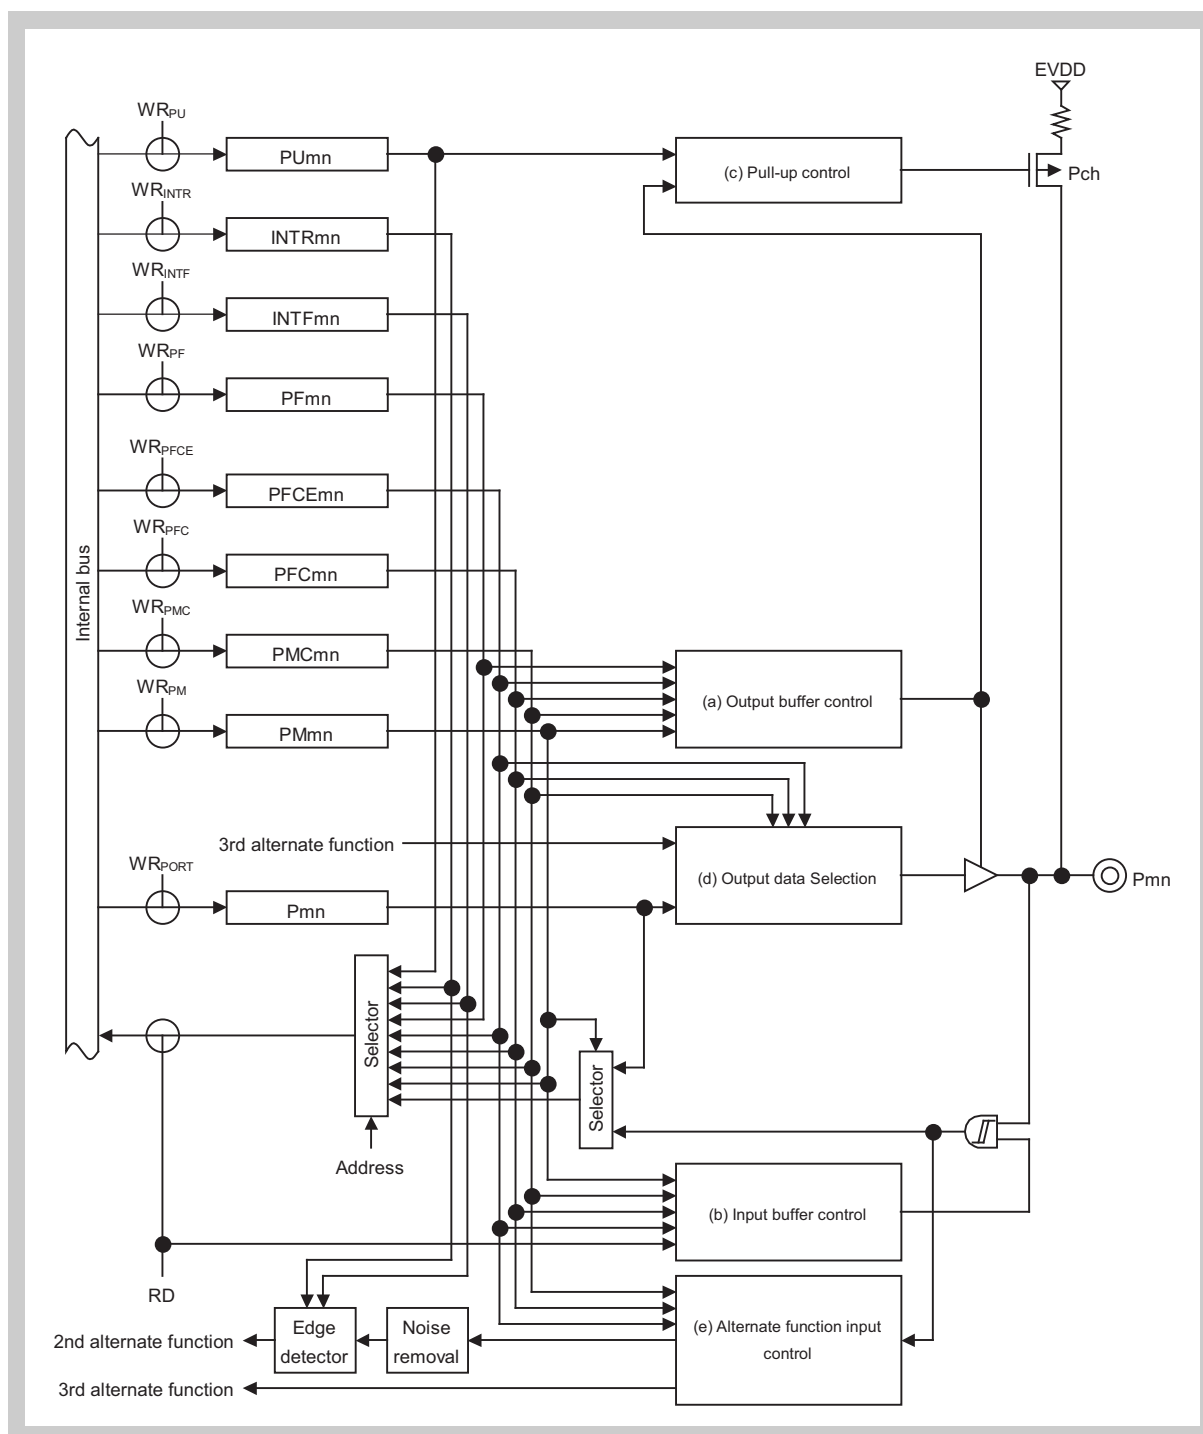 EVDD
WRPU
PUmn
(c) Pull-up control
Pch
WRINTR
INTRmn
WRINTF
INTFmn
WRPF
PFmn
WRPFCE
PFCEmn
WRPFC
PFCmn
Internal bus
WRPMC
PMCmn
WRPM
PMmn
(a) Output buffer control
3rd alternate function
WRPORT
Pmn
(d) Output data Selection
Pmn
Selector
Selector
Address
(b) Input buffer control
RD
2nd alternate function
Edge
detector
Noise
removal
(e) Alternate function input
control
3rd alternate function